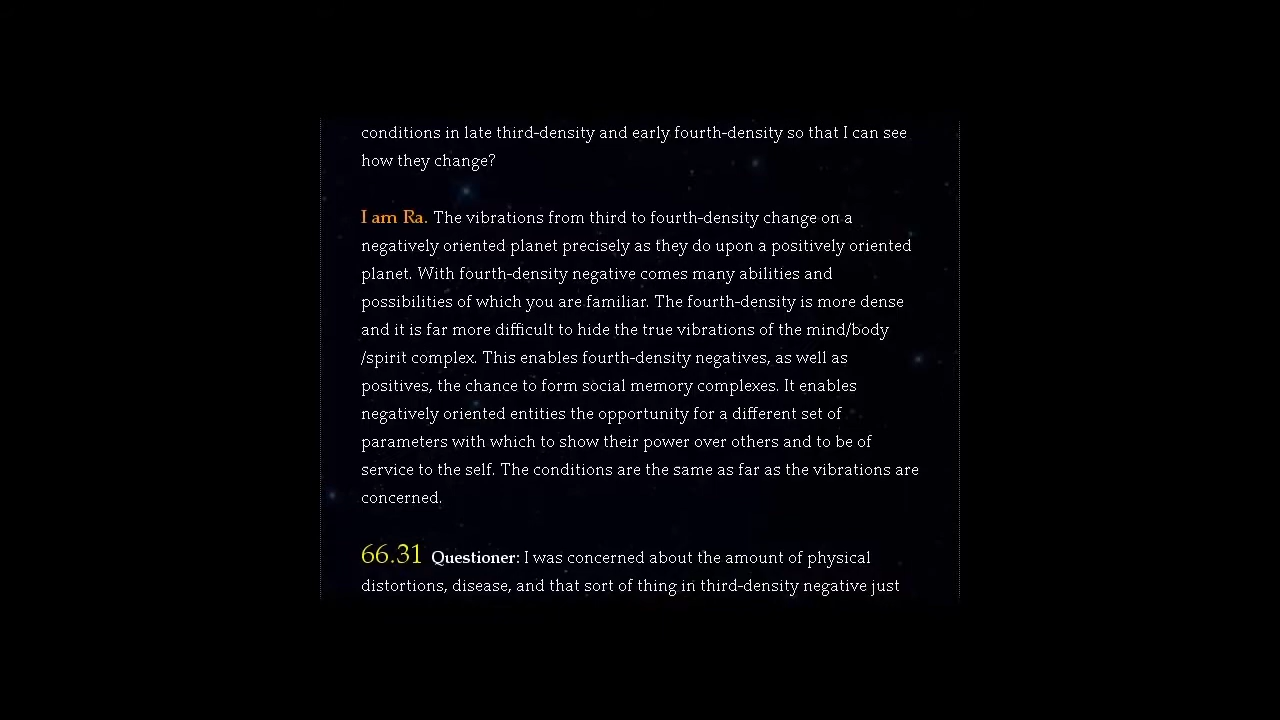 conditions in late third-density and early fourth-density so that I can see
how they change?
I am Ra. The vibrations from third to fourth-density change on a
negatively oriented planet precisely as they do upon a positively oriented
planet. With fourth-density negative comes many abilities and
possibilities of which you are familiar. The fourth-density is more dense
and it is far more difficult to hide the true vibrations of the mind/body
/spirit complex. This enables fourth-density negatives, as well as
positives, the chance to form social memory complexes. It enables
negatively oriented entities the opportunity for a different set of
parameters with which to show their power over others and to be of
service to the self. The conditions are the same as far as the vibrations are
concerned.
66.31 Questioner: I was concerned about the amount of physical
distortions, disease, and that sort of thing in third-density negative just